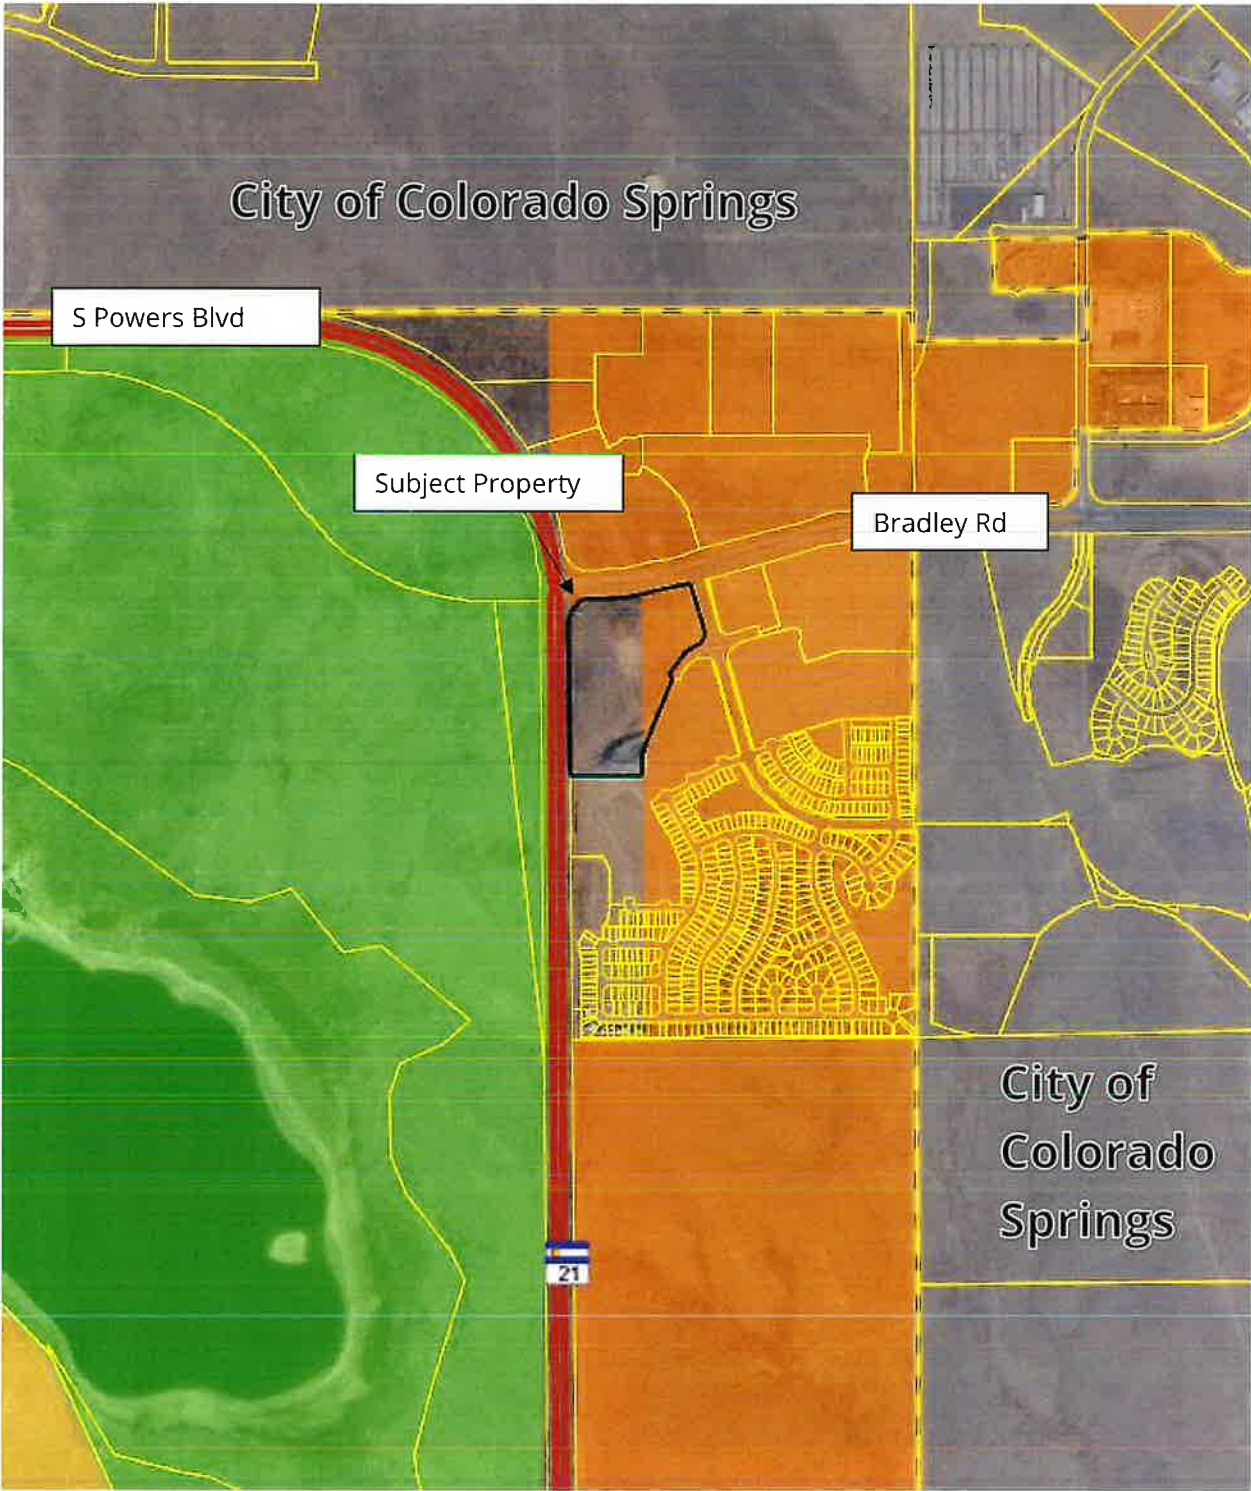 City of Colorado Springs
S Powers Blvd
Subject Property
Bradley Rd
City of
Colorado
Springs
21